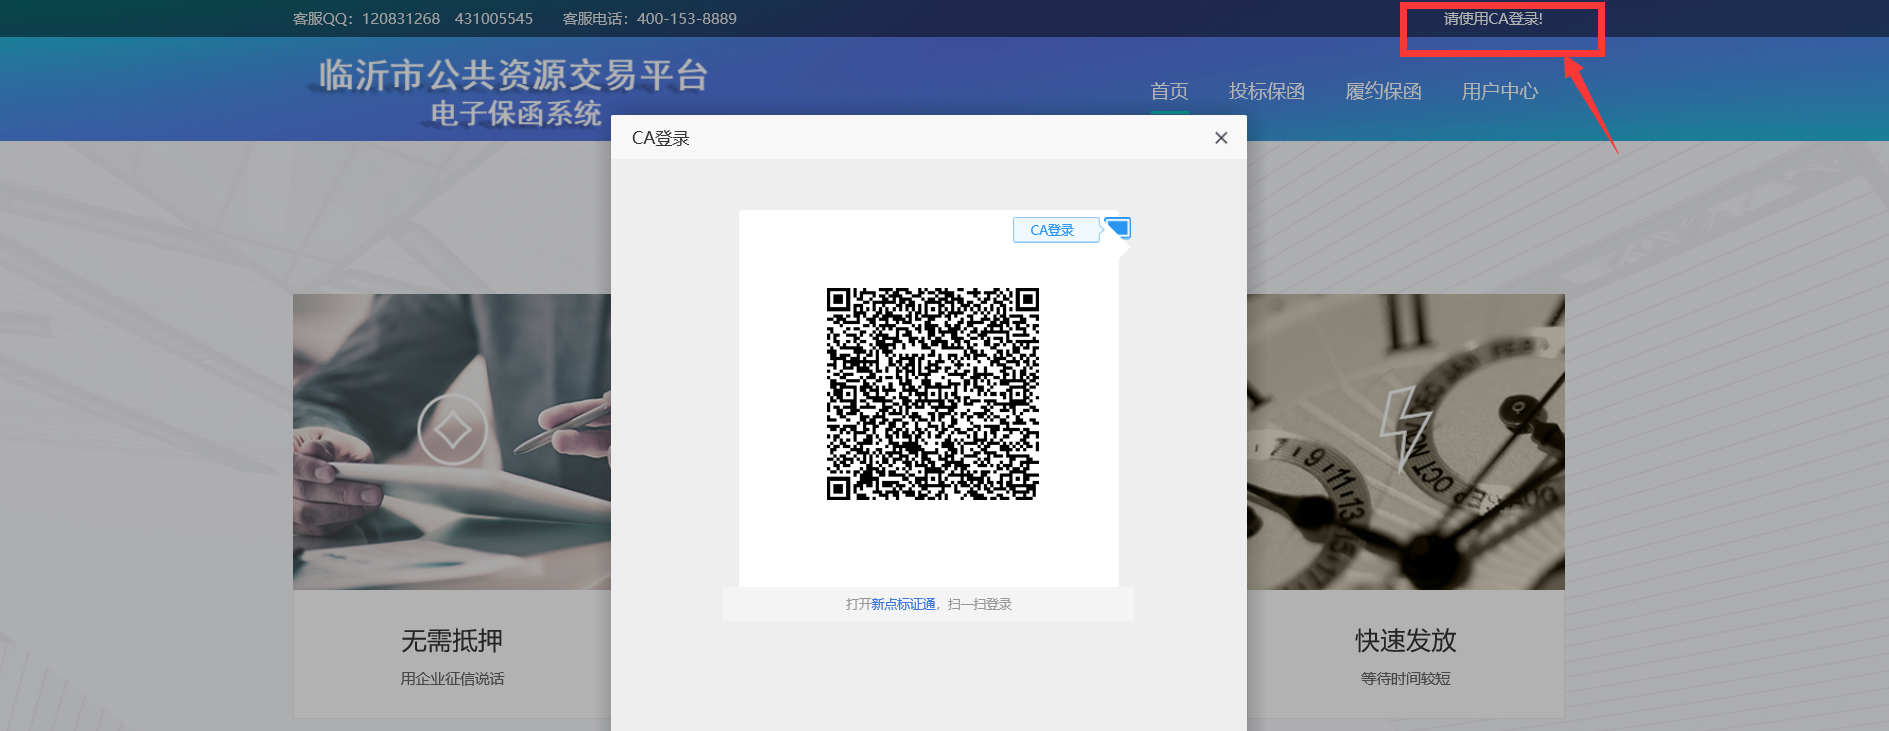 客服QQ：120831268 431005545 客服电话：400-153-8889
请使用CA登录!
临沂市公共资源交易平台
电子保函系统
首页 投标保函 履约保函 用户中心
CA登录
CA登录
打开新点标证通，扫一扫登录
无需抵押
用企业征信说话
快速发放
等待时间较短